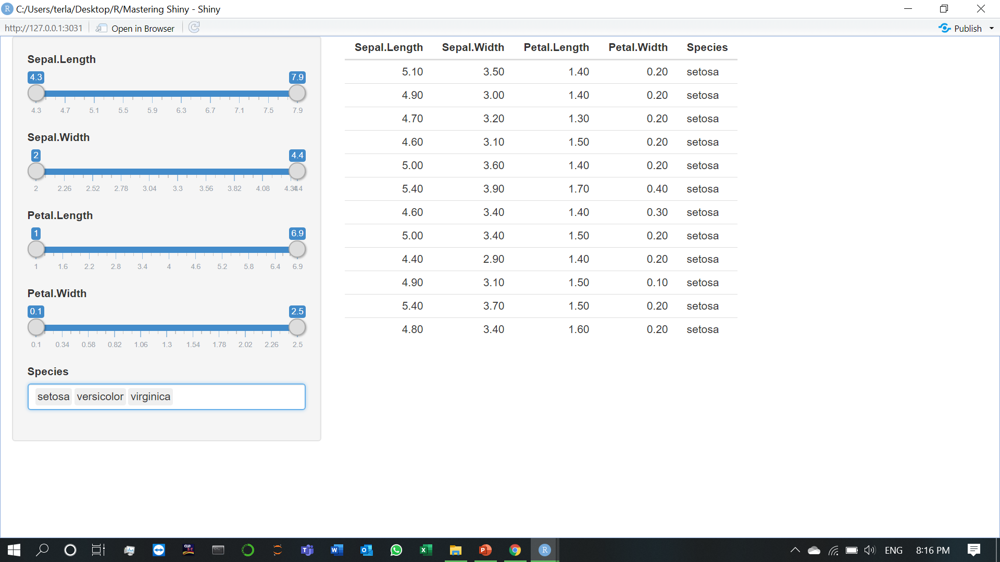 C:/Users/terla/Desktop/R/Mastering Shiny - Shiny
http://127.0.0.1:3031 Open in Browser Publish
Sepal.Length
4.3 7.9
4.3 4.7 5.1 5.5 5.9 6.3 6.7 7.1 7.5 7.9
Sepal.Width
2 4.4
2 2.26 2.52 2.78 3.04 3.3 3.56 3.82 4.08 4.34 4.4
Petal.Length
1 6.9
1 1.6 2.2 2.8 3.4 4 4.6 5.2 5.8 6.4 6.9
Petal.Width
0.1 2.5
0.1 0.34 0.58 0.82 1.06 1.3 1.54 1.78 2.02 2.26 2.5
Species
setosa versicolor virginica
Sepal.Length Sepal.Width Petal.Length Petal.Width Species
5.10 3.50 1.40 0.20 setosa
4.90 3.00 1.40 0.20 setosa
4.70 3.20 1.30 0.20 setosa
4.60 3.10 1.50 0.20 setosa
5.00 3.60 1.40 0.20 setosa
5.40 3.90 1.70 0.40 setosa
4.60 3.40 1.40 0.30 setosa
5.00 3.40 1.50 0.20 setosa
4.40 2.90 1.40 0.20 setosa
4.90 3.10 1.50 0.10 setosa
5.40 3.70 1.50 0.20 setosa
4.80 3.40 1.60 0.20 setosa
ENG 8:16 PM